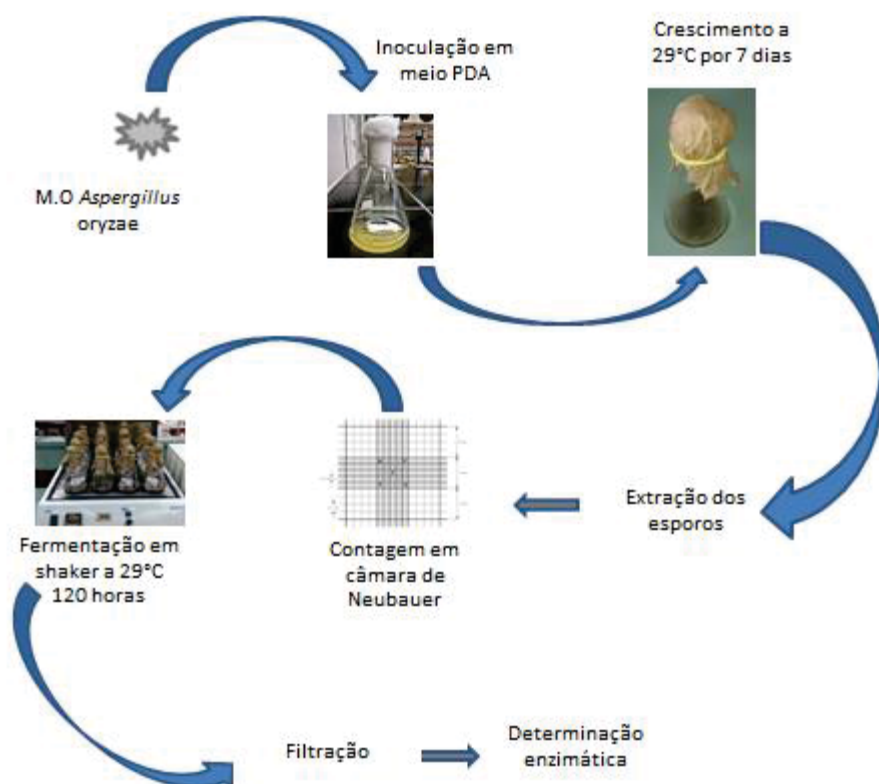 M.O Aspergillus
oryzae
Inoculação em
meio PDA
Crescimento a
29°C por 7 dias
Extração dos
esporos
Contagem em
câmara de
Neubauer
Fermentação em
shaker a 29°C
120 horas
Filtração
Determinação
enzimática